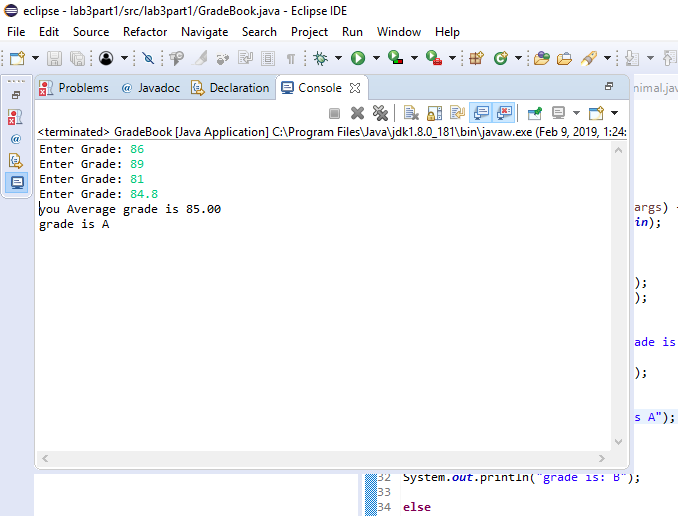 eclipse - lab3part1/src/lab3part1/GradeBook.java - Eclipse IDE
File Edit Source Refactor Navigate Search Project Run Window Help
Problems @ Javadoc Declaration Console
nimal.jav
<terminated> GradeBook [Java Application] C:\Program Files\Java\jdk1.8.0_181\bin\javaw.exe (Feb 9, 2019, 1:24:
Enter Grade: 86
Enter Grade: 89
Enter Grade: 81
Enter Grade: 84.8
you Average grade is 85.00
grade is A
args) {
in);
);
);
ade is
);
s A");
32 System.out.println("grade is: B");
33
34 else